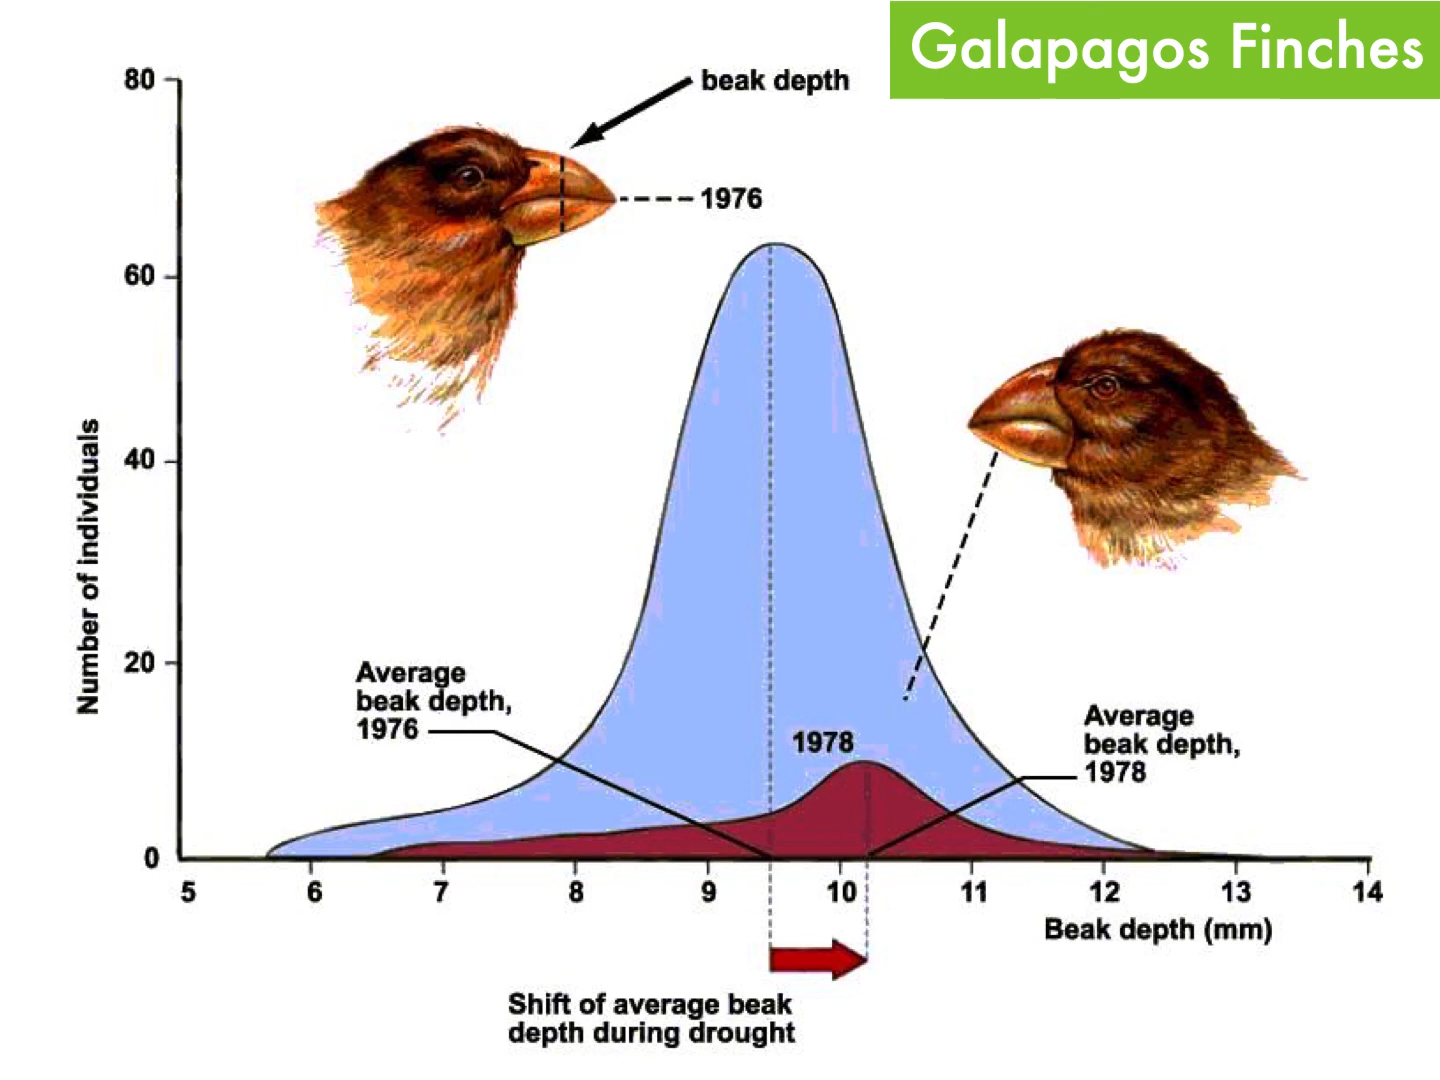 Galapagos Finches
80
beak depth
1976
60
40
20
0
Number of individuals
Average
beak depth,
1976
1978
Average
beak depth,
1978
5 6 7 8 9 10 11 12 13 14
Beak depth (mm)
Shift of average beak
depth during drought